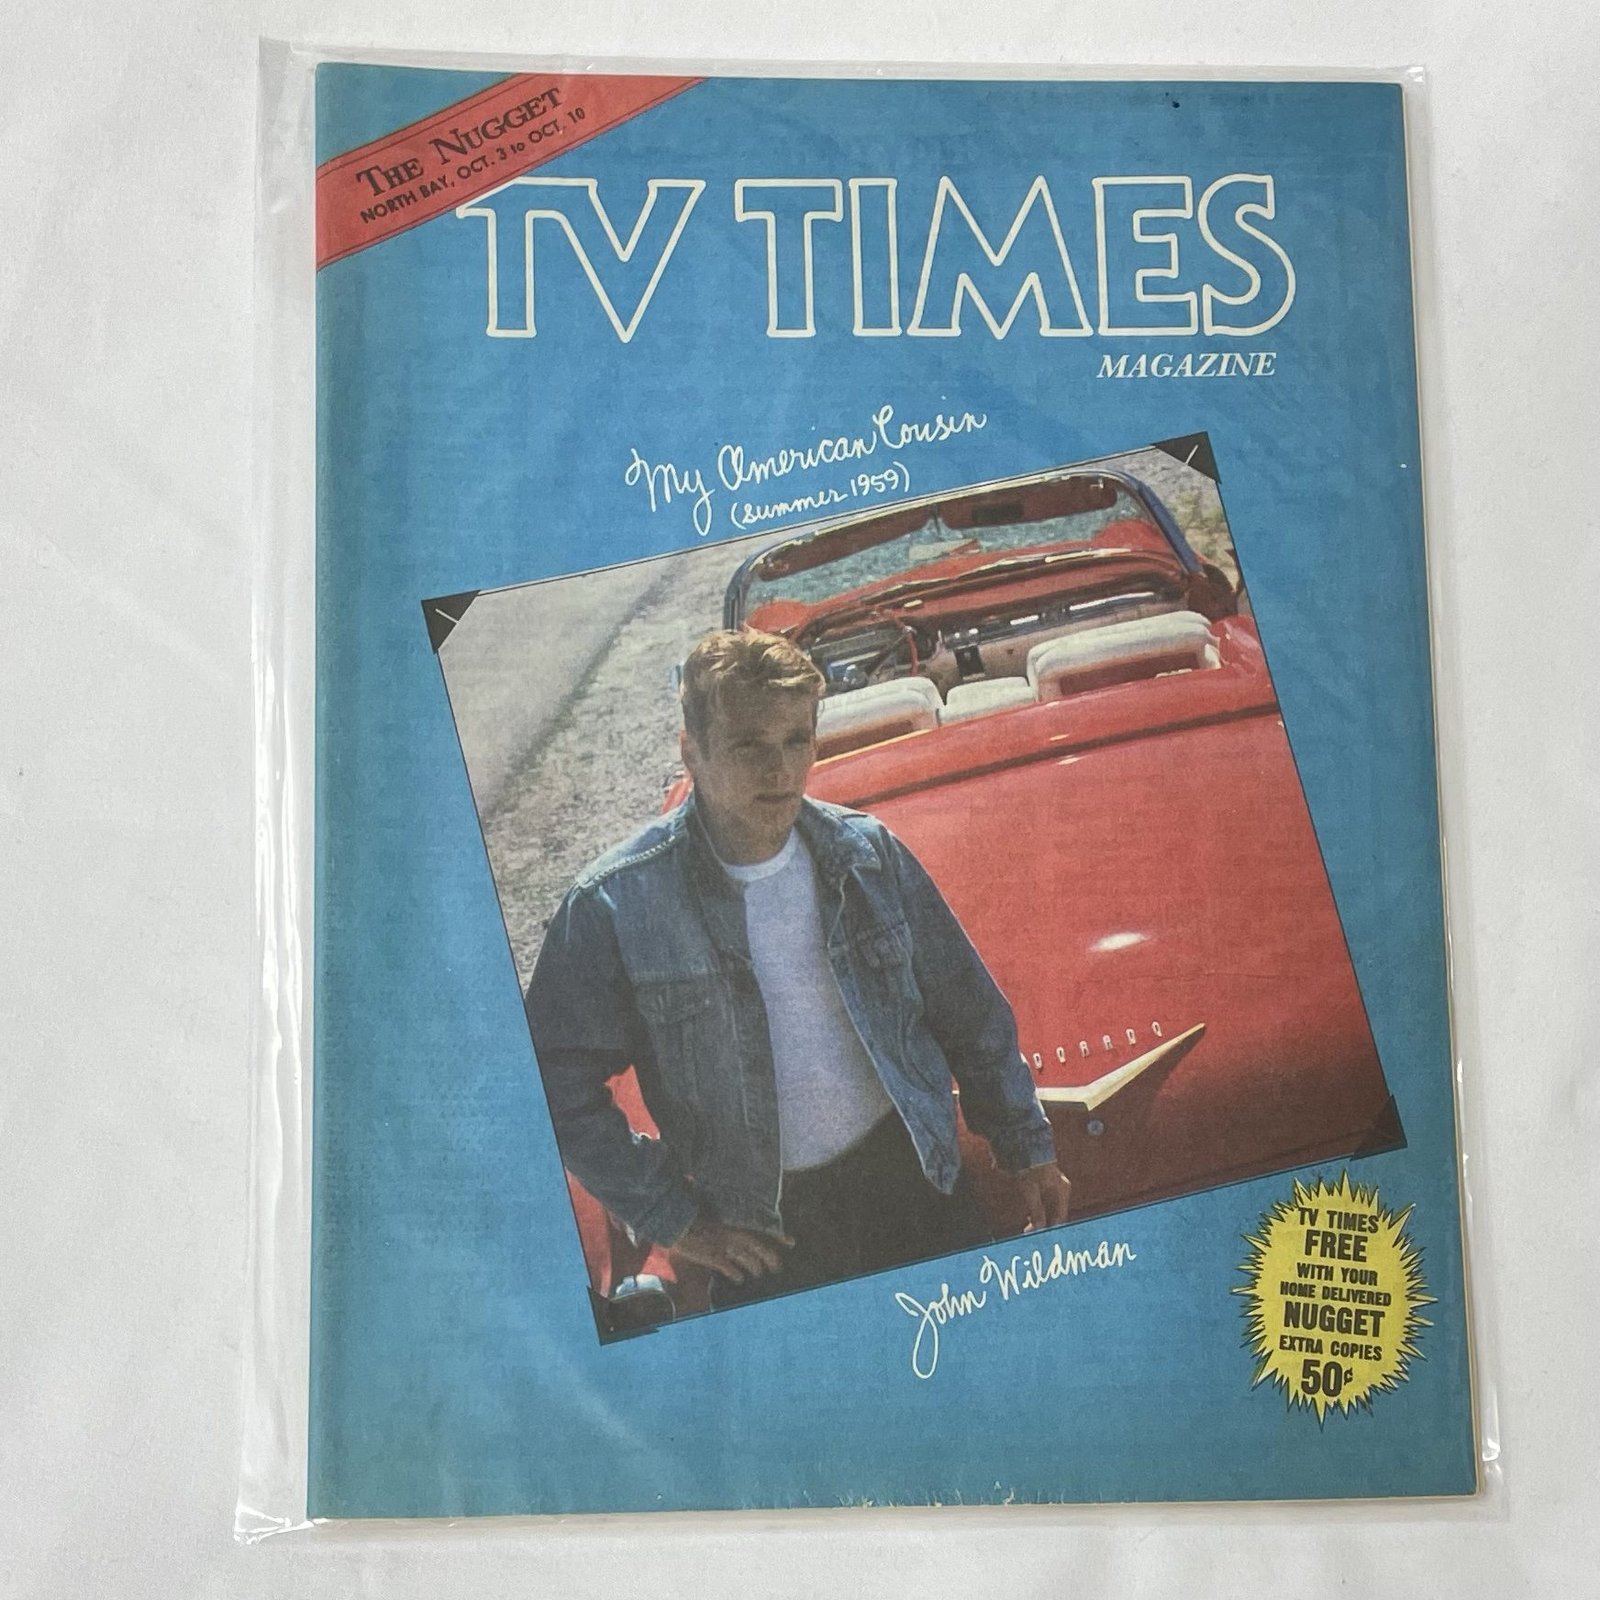 THE NUGGET
NORTH BAY, OCT. 3 to OCT. 10
TV TIMES
MAGAZINE
My American Cousin
(summer 1959)
John Wildman
TV TIMES
FREE
WITH YOUR
HOME DELIVERED
NUGGET
EXTRA COPIES
50¢